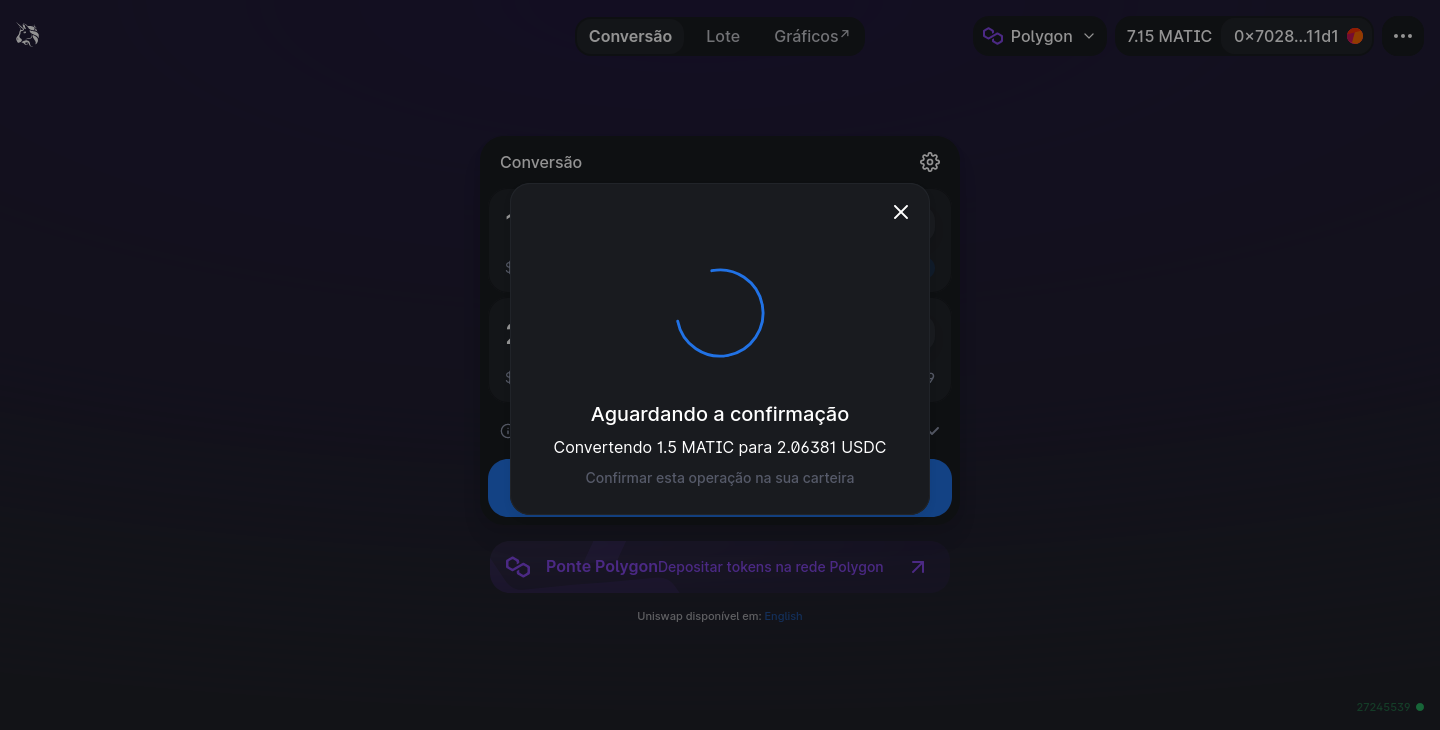 Conversão
Lote
Gráficos↗
Polygon
7.15 MATIC
0x7028...11d1
Conversão
$
$
9
Aguardando a confirmação
Convertendo 1.5 MATIC para 2.06381 USDC
Confirmar esta operação na sua carteira
Ponte Polygon Depositar tokens na rede Polygon
Uniswap disponível em: English
27245539